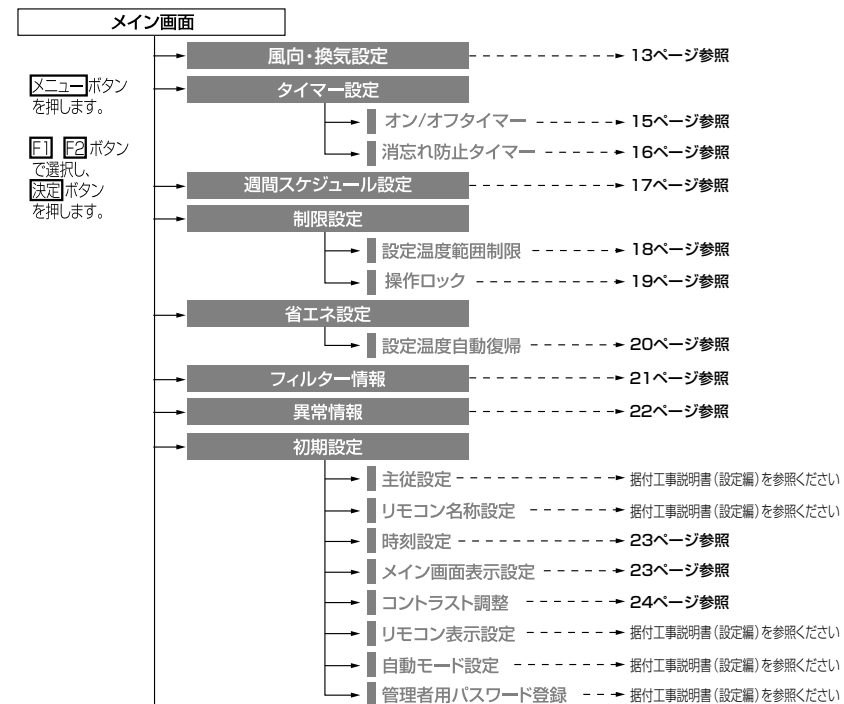 メイン画面
風向・換気設定 13ページ参照
メニューボタン
を押します。
タイマー設定
オン/オフタイマー 15ページ参照
消忘れ防止タイマー 16ページ参照
F1 F2ボタン
で選択し、
決定ボタン
を押します。
週間スケジュール設定 17ページ参照
制限設定
設定温度範囲制限 18ページ参照
操作ロック 19ページ参照
省エネ設定
設定温度自動復帰 20ページ参照
フィルター情報 21ページ参照
異常情報 22ページ参照
初期設定
主従設定 据付工事説明書(設定編)を参照ください
リモコン名称設定 据付工事説明書(設定編)を参照ください
時刻設定 23ページ参照
メイン画面表示設定 23ページ参照
コントラスト調整 24ページ参照
リモコン表示設定 据付工事説明書(設定編)を参照ください
自動モード設定 据付工事説明書(設定編)を参照ください
管理者用パスワード登録 据付工事説明書(設定編)を参照ください